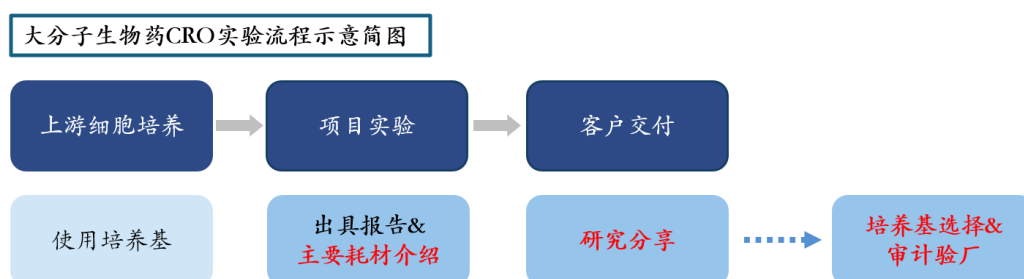 大分子生物药CRO实验流程示意简图
上游细胞培养
项目实验
客户交付
使用培养基
出具报告&
主要耗材介绍
研究分享
培养基选择&
审计验厂